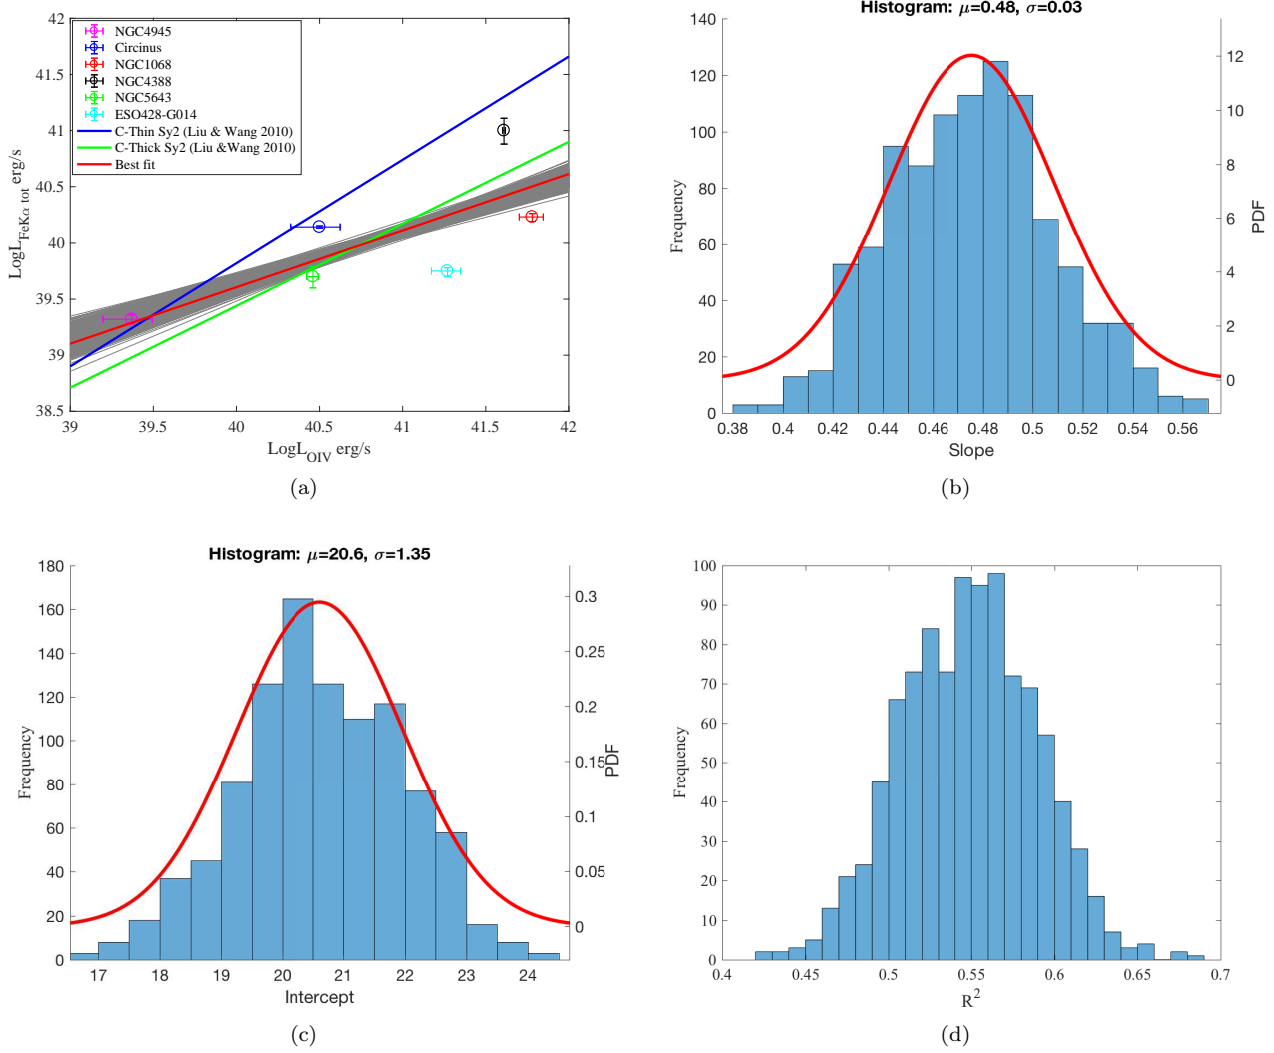 42
41.5
41
40.5
40
39.5
39
38.5
LogL_FeKα tot erg/s
NGC4945
Circinus
NGC1068
NGC4388
NGC5643
ESO428-G014
C-Thin Sy2 (Liu & Wang 2010)
C-Thick Sy2 (Liu &Wang 2010)
Best fit
39 39.5 40 40.5 41 41.5 42
LogL_OIV erg/s
(a)
Histogram: μ=0.48, σ=0.03
140
120
100
80
60
40
20
0
Frequency
12
10
8
6
4
2
0
PDF
0.38 0.4 0.42 0.44 0.46 0.48 0.5 0.52 0.54 0.56
Slope
(b)
Histogram: μ=20.6, σ=1.35
180
160
140
120
100
80
60
40
20
0
Frequency
0.3
0.25
0.2
0.15
0.1
0.05
0
PDF
17 18 19 20 21 22 23 24
Intercept
(c)
100
90
80
70
60
50
40
30
20
10
0
Frequency
0.4 0.45 0.5 0.55 0.6 0.65 0.7
R²
(d)